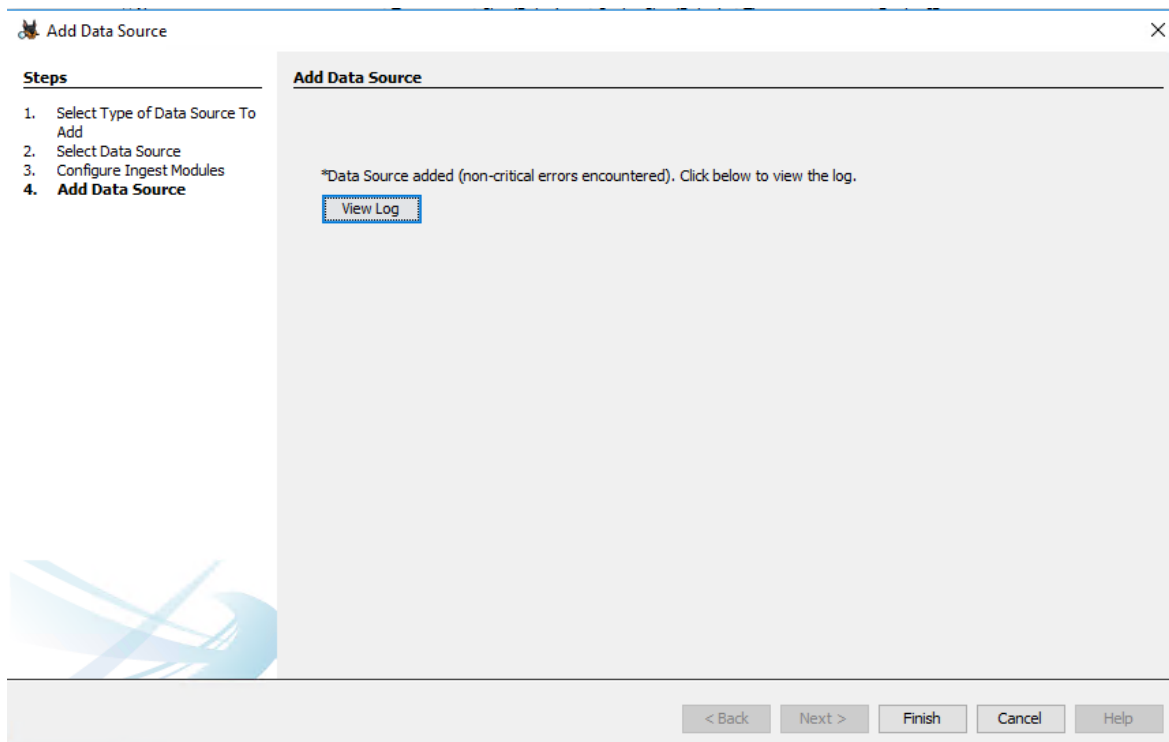 Add Data Source
Steps
1. Select Type of Data Source To
Add
2. Select Data Source
3. Configure Ingest Modules
4. Add Data Source
Add Data Source
*Data Source added (non-critical errors encountered). Click below to view the log.
View Log
< Back
Next >
Finish
Cancel
Help